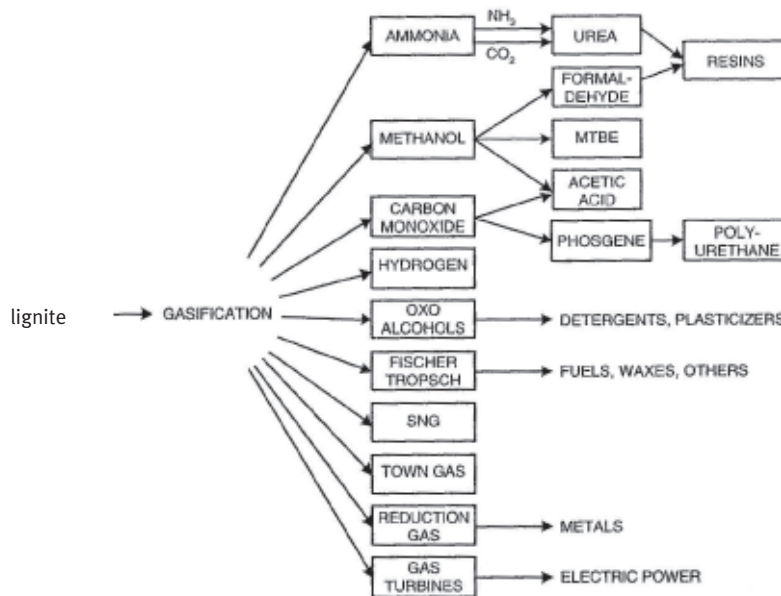 NH₃
AMMONIA
CO₂
UREA
RESINS
FORMAL-
DEHYDE
METHANOL
MTBE
ACETIC
ACID
CARBON
MONOXIDE
PHOSGENE
POLY-
URETHANE
HYDROGEN
lignite
GASIFICATION
OXO
ALCOHOLS
DETERGENTS, PLASTICIZERS
FISCHER
TROPSCH
FUELS, WAXES, OTHERS
SNG
TOWN GAS
REDUCTION
GAS
METALS
GAS
TURBINES
ELECTRIC POWER